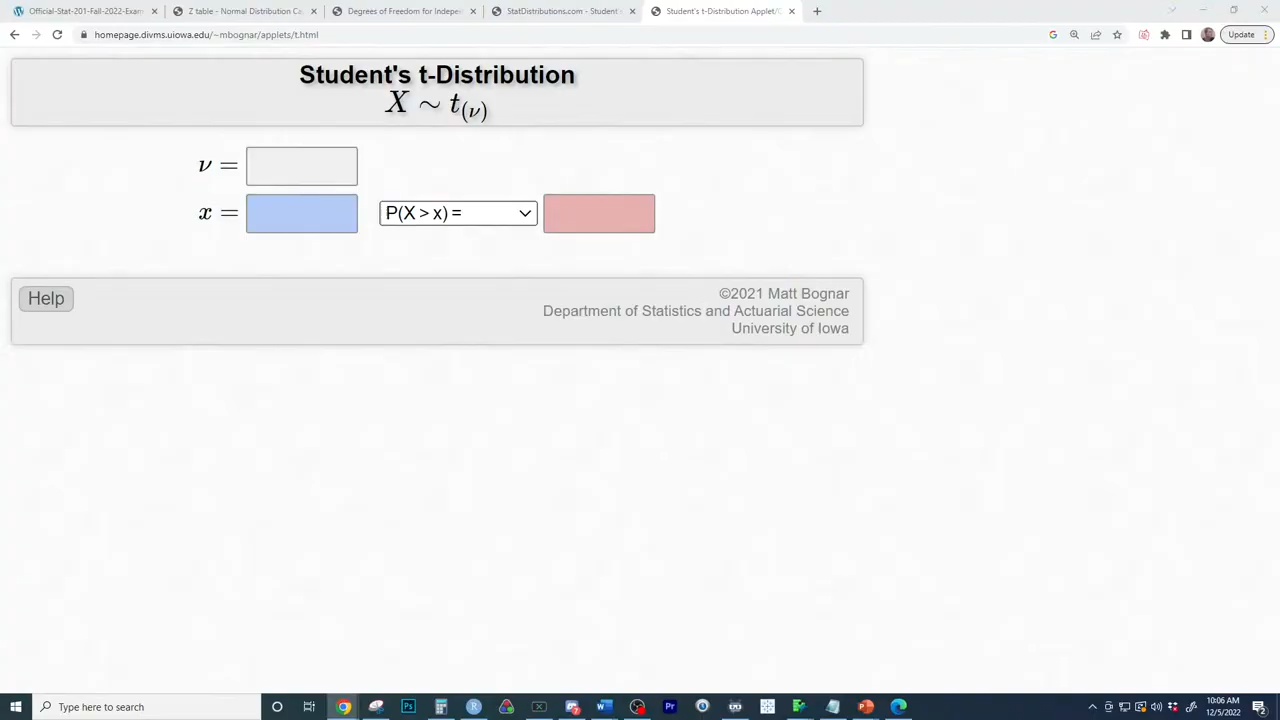 Official-Stat-201-Fall-2022-Exam
Z table - Normal Distribution Ca
Degrees of Freedom for Indepe
StatDistributions.com - Student
Student's t-Distribution Applet/
homepage.divms.uiowa.edu/~mbognar/applets/t.html
Update
Student's t-Distribution
X ∼ t(ν)
ν =
x =
P(X > x) =
Help
©2021 Matt Bognar
Department of Statistics and Actuarial Science
University of Iowa
Type here to search
10:06 AM
12/5/2022